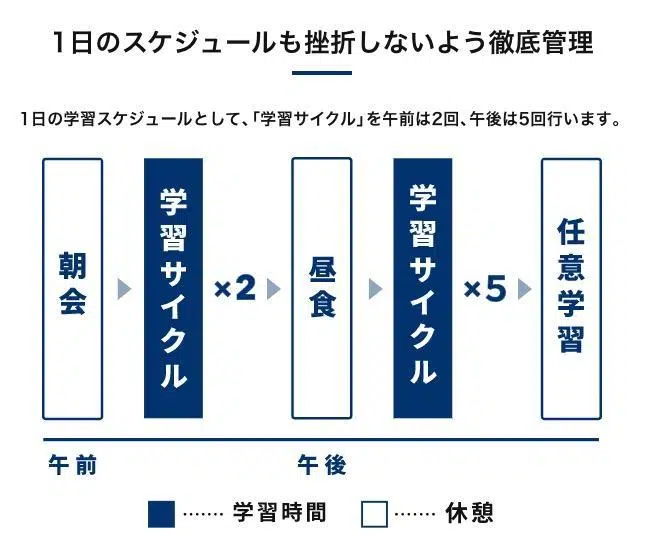 1日のスケジュールも挫折しないよう徹底管理
1日の学習スケジュールとして、「学習サイクル」を午前は2回、午後は5回行います。
朝会
学習サイクル
×2
昼食
学習サイクル
×5
任意学習
午前
午後
……学習時間
……休憩